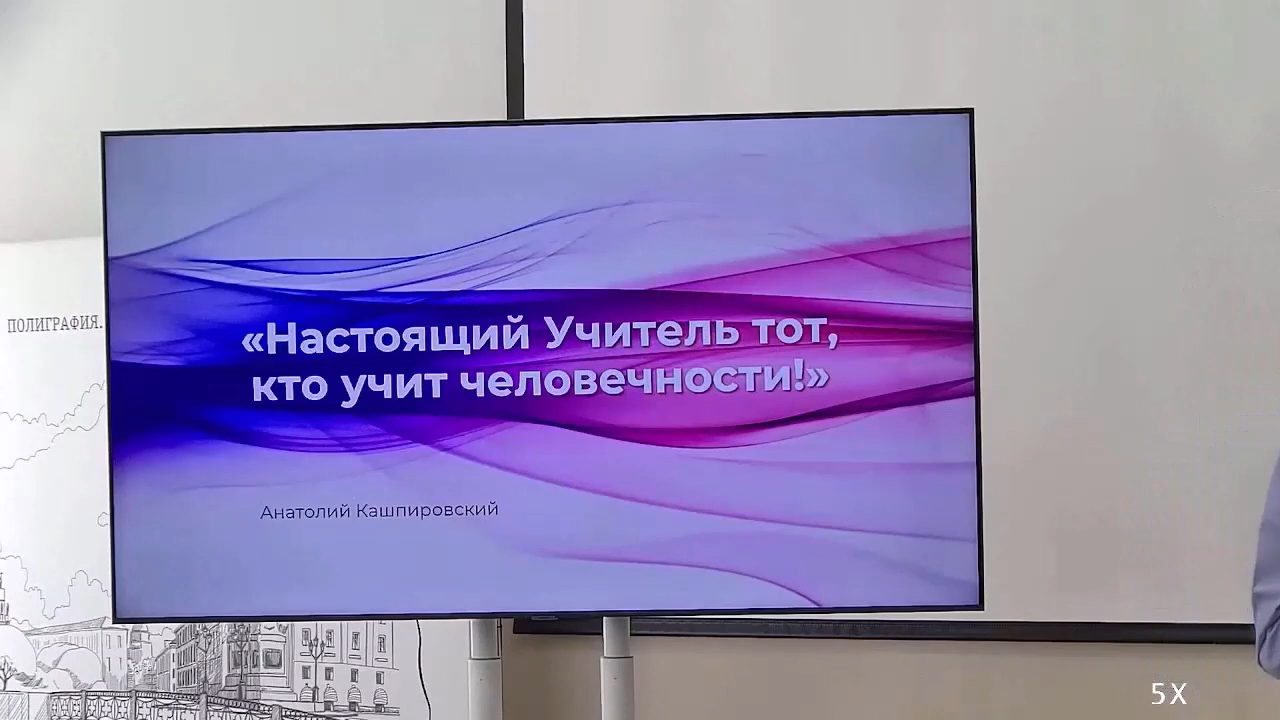 ПОЛИГРАФИЯ.
«Настоящий Учитель тот,
кто учит человечности!»
Анатолий Кашпировский
5X